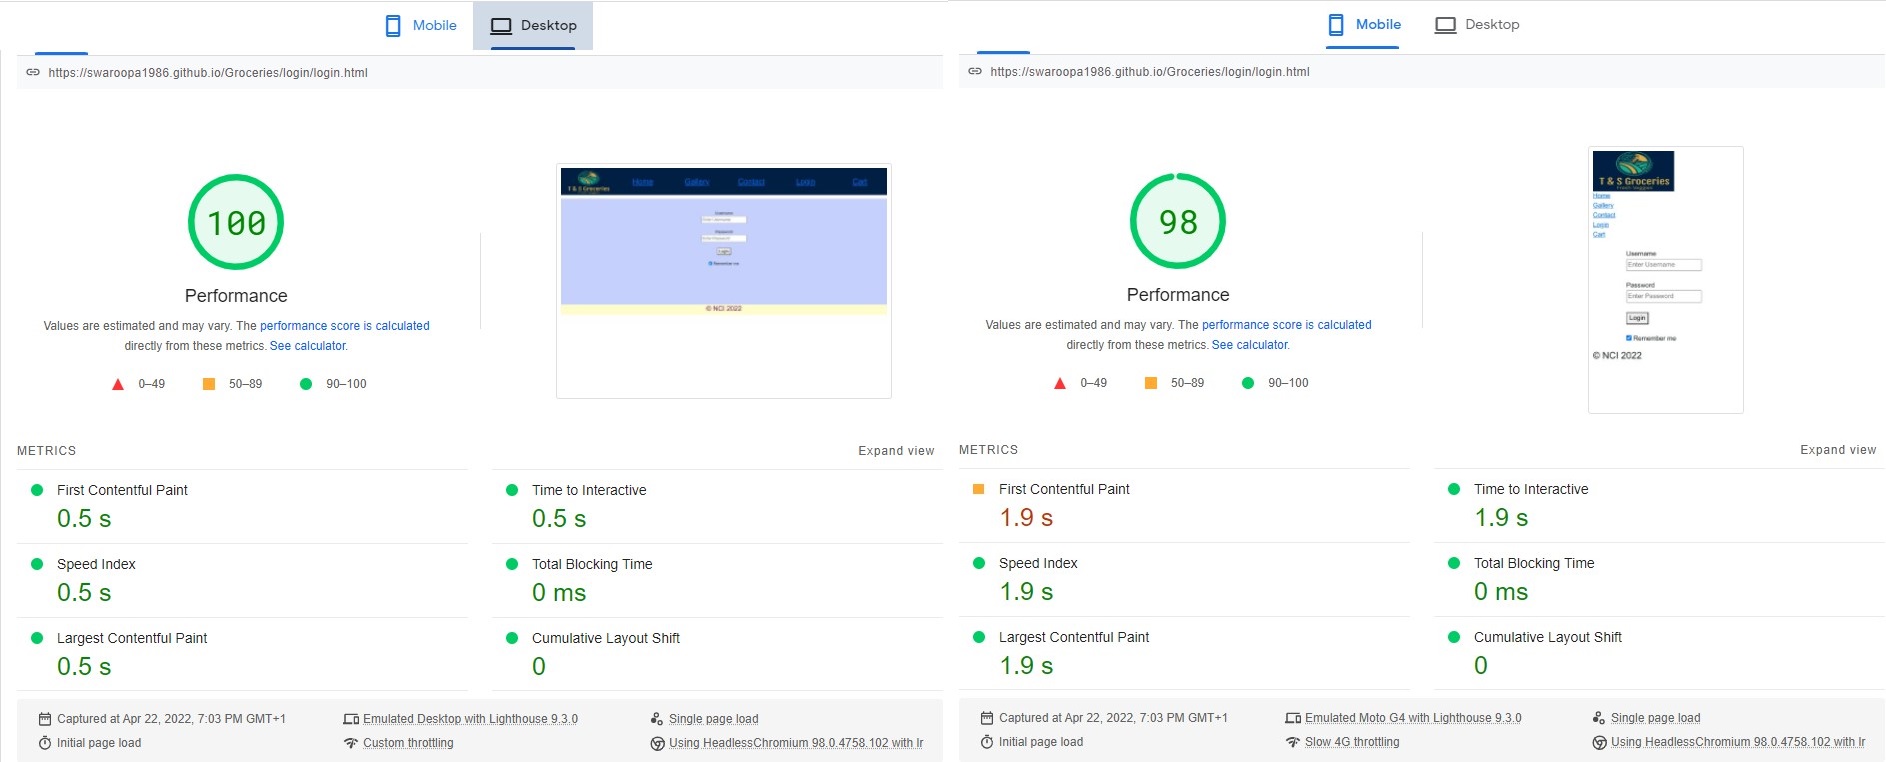 Mobile
Desktop
https://swaroopa1986.github.io/Groceries/login/login.html
100
Performance
Values are estimated and may vary. The performance score is calculated
directly from these metrics. See calculator.
0–49
50–89
90–100
T & S Groceries
Home
Gallery
Contact
Login
Cart
Username
Enter Username
Password
Enter Password
Login
Remember me
© NCI 2022
METRICS
Expand view
First Contentful Paint
0.5 s
Time to Interactive
0.5 s
Speed Index
0.5 s
Total Blocking Time
0 ms
Largest Contentful Paint
0.5 s
Cumulative Layout Shift
0
Captured at Apr 22, 2022, 7:03 PM GMT+1
Emulated Desktop with Lighthouse 9.3.0
Single page load
Initial page load
Custom throttling
Using HeadlessChromium 98.0.4758.102 with lr
Mobile
Desktop
https://swaroopa1986.github.io/Groceries/login/login.html
98
Performance
Values are estimated and may vary. The performance score is calculated
directly from these metrics. See calculator.
0–49
50–89
90–100
T & S Groceries
Home
Gallery
Contact
Login
Cart
Username
Enter Username
Password
Enter Password
Login
Remember me
© NCI 2022
METRICS
Expand view
First Contentful Paint
1.9 s
Time to Interactive
1.9 s
Speed Index
1.9 s
Total Blocking Time
0 ms
Largest Contentful Paint
1.9 s
Cumulative Layout Shift
0
Captured at Apr 22, 2022, 7:03 PM GMT+1
Emulated Moto G4 with Lighthouse 9.3.0
Single page load
Initial page load
Slow 4G throttling
Using HeadlessChromium 98.0.4758.102 with lr